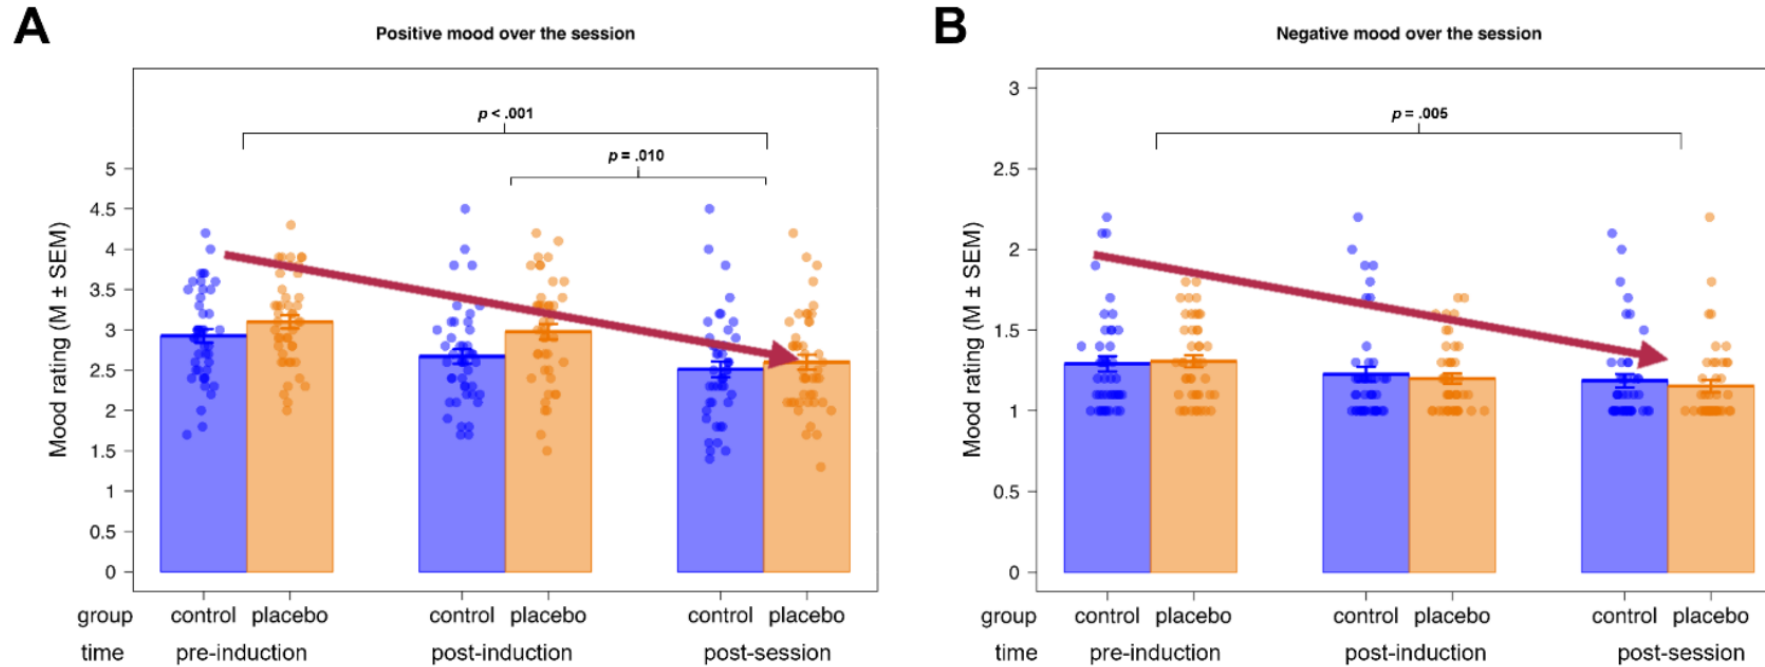 A
Positive mood over the session
p < .001
p = .010
Mood rating (M ± SEM)
5
4.5
4
3.5
3
2.5
2
1.5
1
0.5
0
group control placebo control placebo control placebo
time pre-induction post-induction post-session
B
Negative mood over the session
p = .005
Mood rating (M ± SEM)
3
2.5
2
1.5
1
0.5
0
group control placebo control placebo control placebo
time pre-induction post-induction post-session